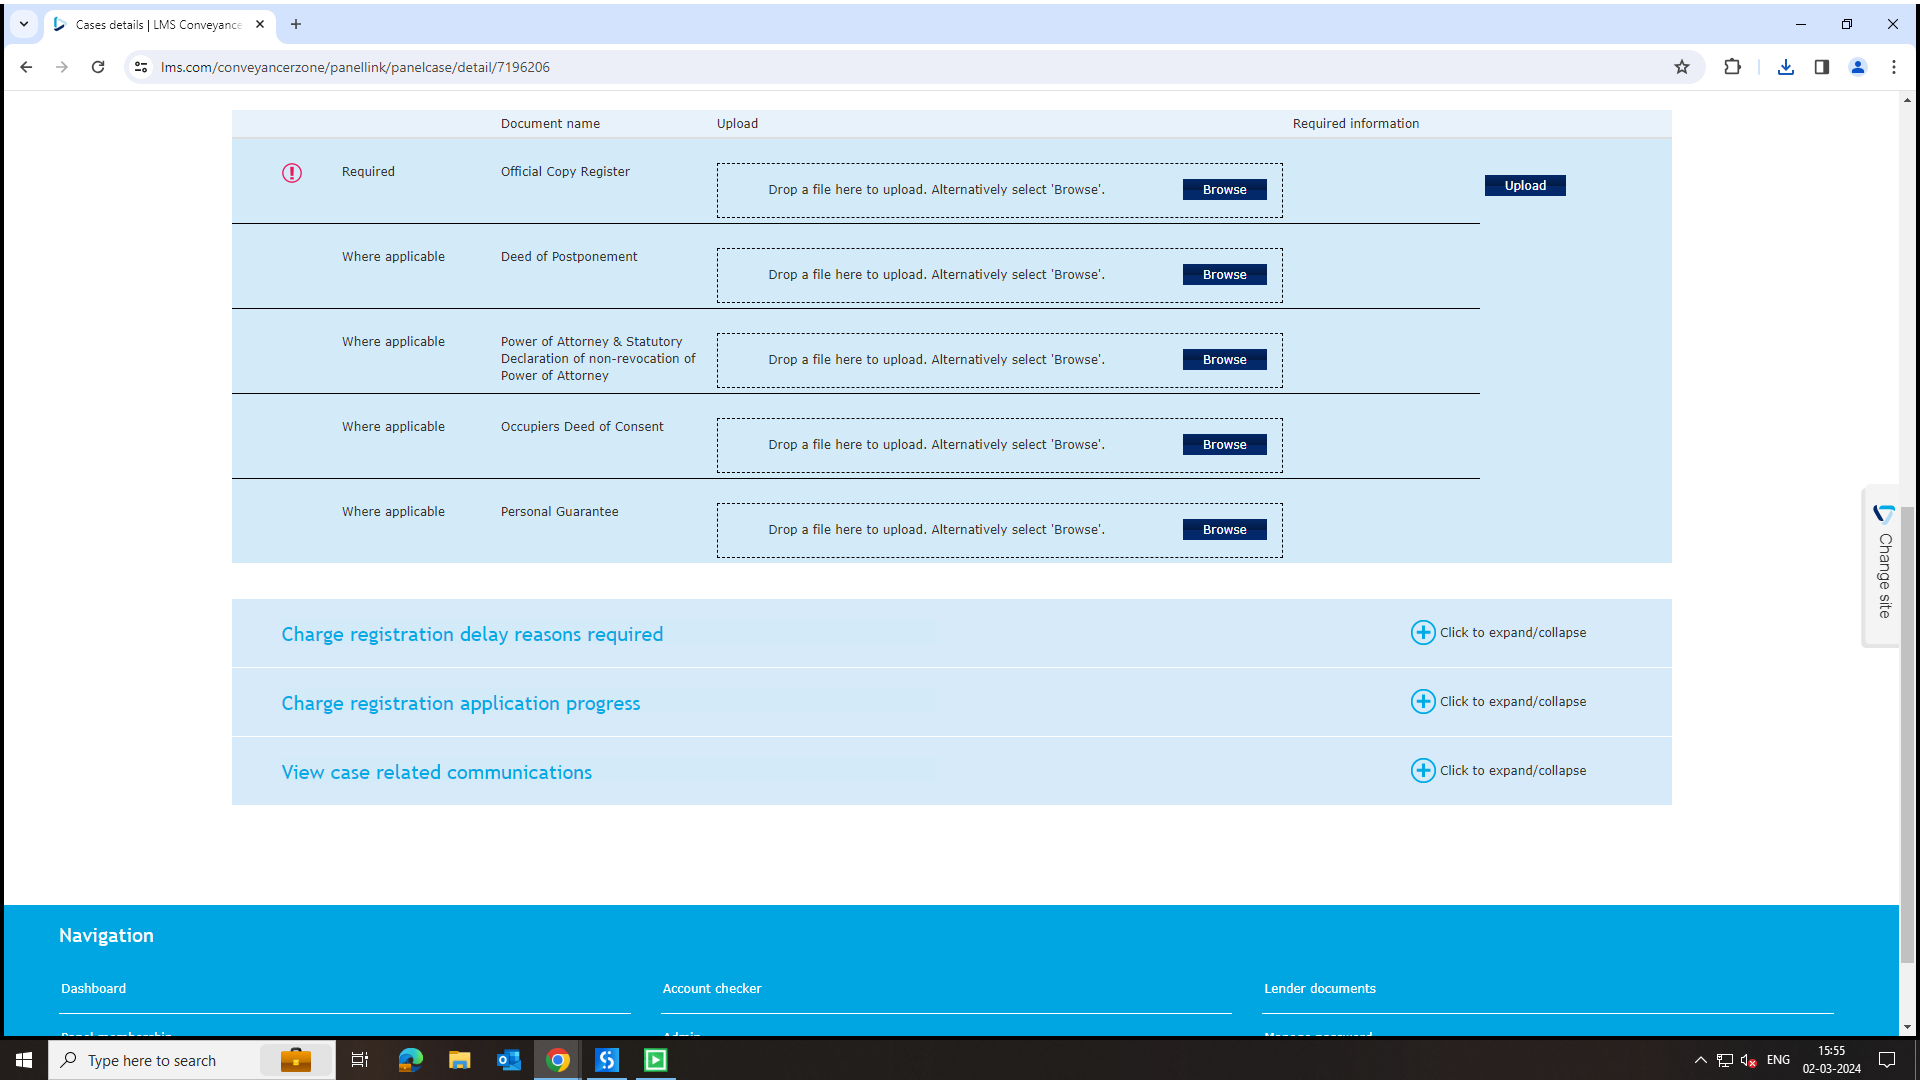 Cases details | LMS Conveyance
lms.com/conveyancerzone/panellink/panelcase/detail/7196206
Document name
Upload
Required information
Required
Official Copy Register
Drop a file here to upload. Alternatively select 'Browse'.
Browse
Upload
Where applicable
Deed of Postponement
Drop a file here to upload. Alternatively select 'Browse'.
Browse
Where applicable
Power of Attorney & Statutory
Declaration of non-revocation of
Power of Attorney
Drop a file here to upload. Alternatively select 'Browse'.
Browse
Where applicable
Occupiers Deed of Consent
Drop a file here to upload. Alternatively select 'Browse'.
Browse
Where applicable
Personal Guarantee
Drop a file here to upload. Alternatively select 'Browse'.
Browse
Change site
Charge registration delay reasons required
Click to expand/collapse
Charge registration application progress
Click to expand/collapse
View case related communications
Click to expand/collapse
Navigation
Dashboard
Account checker
Lender documents
Panel membership
Admin
Manage password
Type here to search
ENG
15:55
02-03-2024